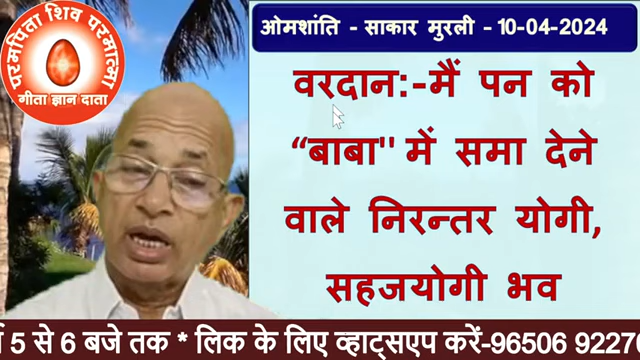 परमपिता शिव परमात्मा
गीता ज्ञान दाता
ओमशांति - साकार मुरली - 10-04-2024
वरदान:-मैं पन को
“बाबा" में समा देने
वाले निरन्तर योगी,
सहजयोगी भव
5 से 6 बजे तक * लिक के लिए व्हाट्सएप करें-96506 9227